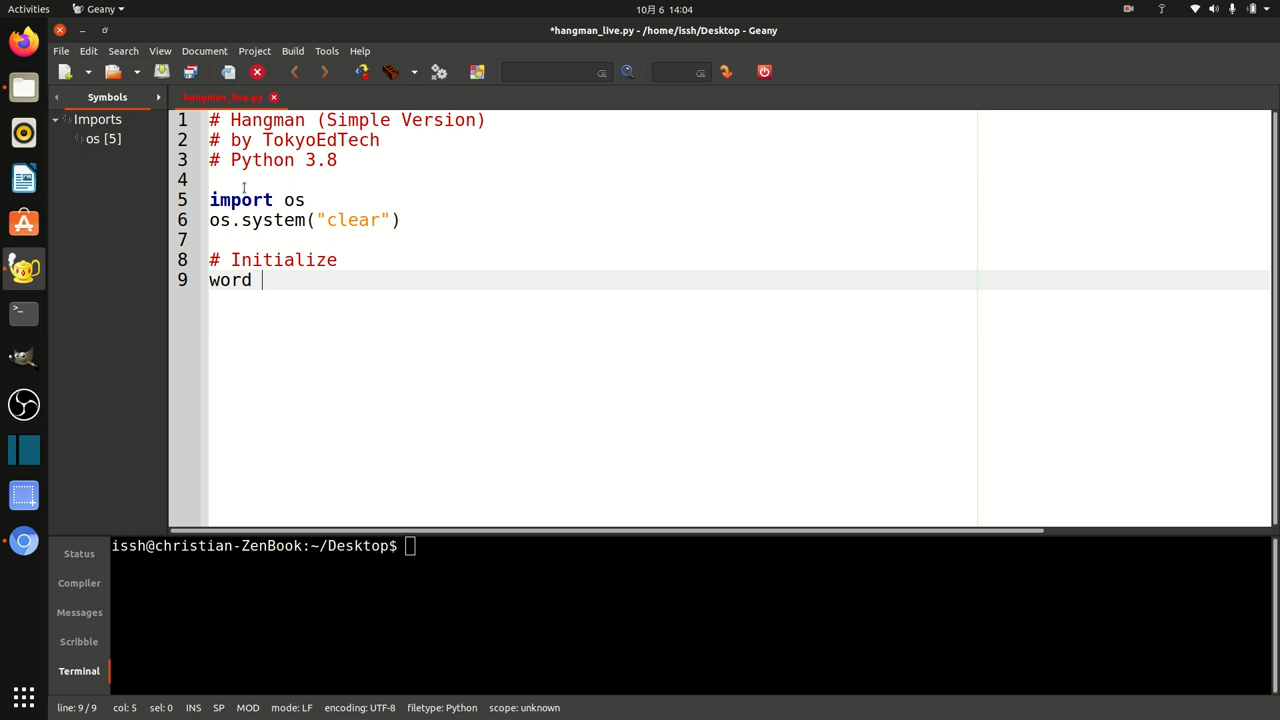 Activities
Geany
10月 6 14:04
*hangman_live.py - /home/issh/Desktop - Geany
File Edit Search View Document Project Build Tools Help
Symbols
hangman_live.py
Imports
os [5]
1 # Hangman (Simple Version)
2 # by TokyoEdTech
3 # Python 3.8
4
5 import os
6 os.system("clear")
7
8 # Initialize
9 word
Status
Compiler
Messages
Scribble
Terminal
issh@christian-ZenBook:~/Desktop$
line: 9 / 9 col: 5 sel: 0 INS SP MOD mode: LF encoding: UTF-8 filetype: Python scope: unknown